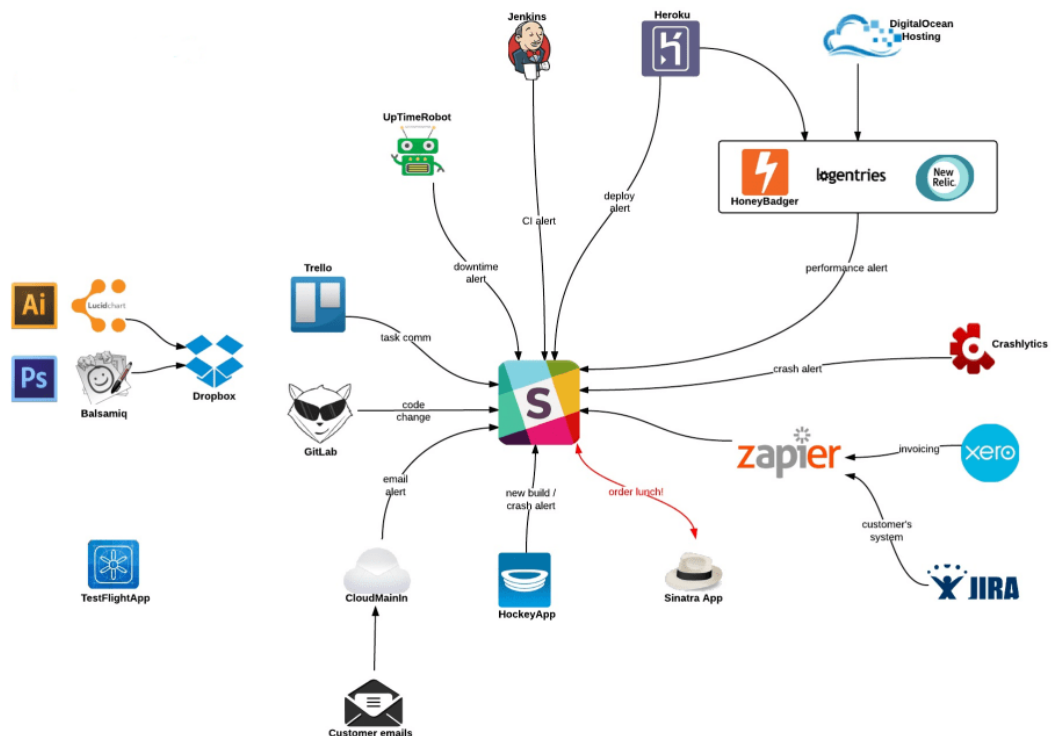 Jenkins
Heroku
DigitalOcean
Hosting
UpTimeRobot
HoneyBadger
logentries
New
Relic.
CI alert
deploy
alert
downtime
alert
performance alert
Trello
Ai
Lucidchart
task comm
Crashlytics
crash alert
Ps
Balsamiq
Dropbox
S
code
change
GitLab
zapier
invoicing
xero
email
alert
new build /
crash alert
order lunch!
customer's
system
TestFlightApp
CloudMainIn
HockeyApp
Sinatra App
JIRA
Customer emails